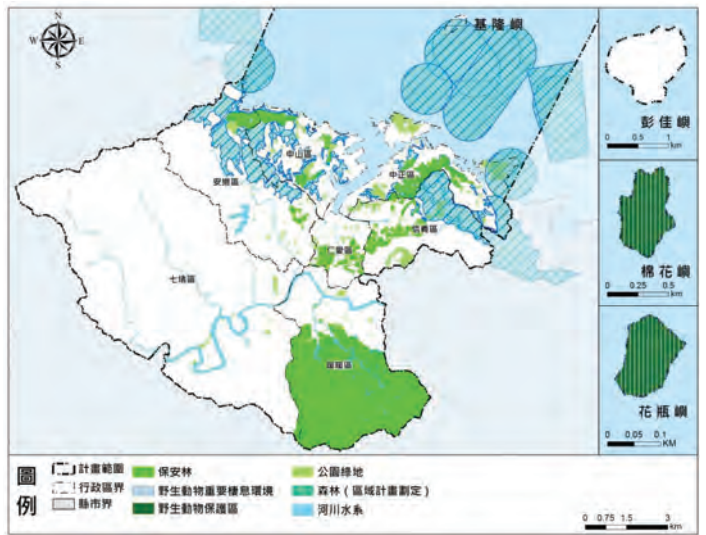 N
W E
S
基隆嶼
中山區
安樂區
中正區
信義區
仁愛區
七堵區
暖暖區
彭佳嶼
0 0.5 1
km
棉花嶼
0 0.25 0.5
km
花瓶嶼
0 0.05 0.1
KM
圖例
計畫範圍
行政區界
縣市界
保安林
野生動物重要棲息環境
野生動物保護區
公園綠地
森林（區域計畫劃定）
河川水系
0 0.75 1.5 3
km